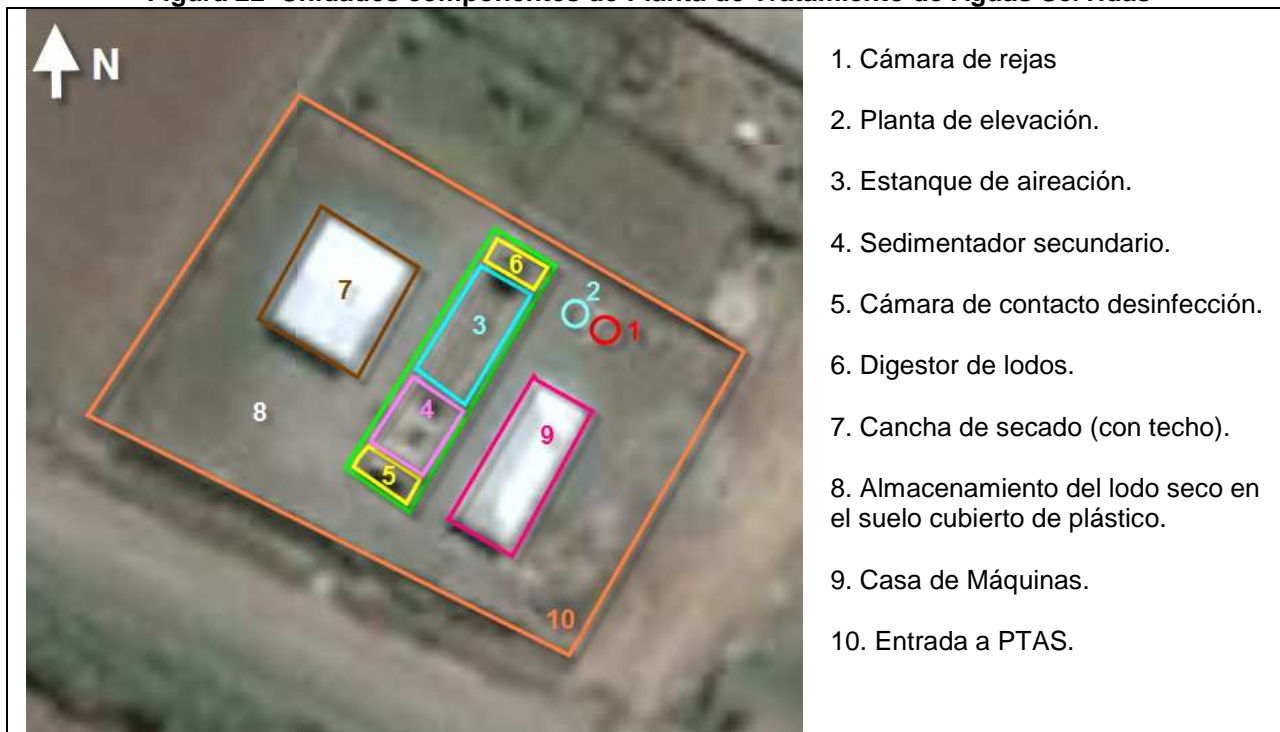 N
1
2
3
4
5
6
7
8
9
10
1. Cámara de rejas
2. Planta de elevación.
3. Estanque de aireación.
4. Sedimentador secundario.
5. Cámara de contacto desinfección.
6. Digestor de lodos.
7. Cancha de secado (con techo).
8. Almacenamiento del lodo seco en
el suelo cubierto de plástico.
9. Casa de Máquinas.
10. Entrada a PTAS.